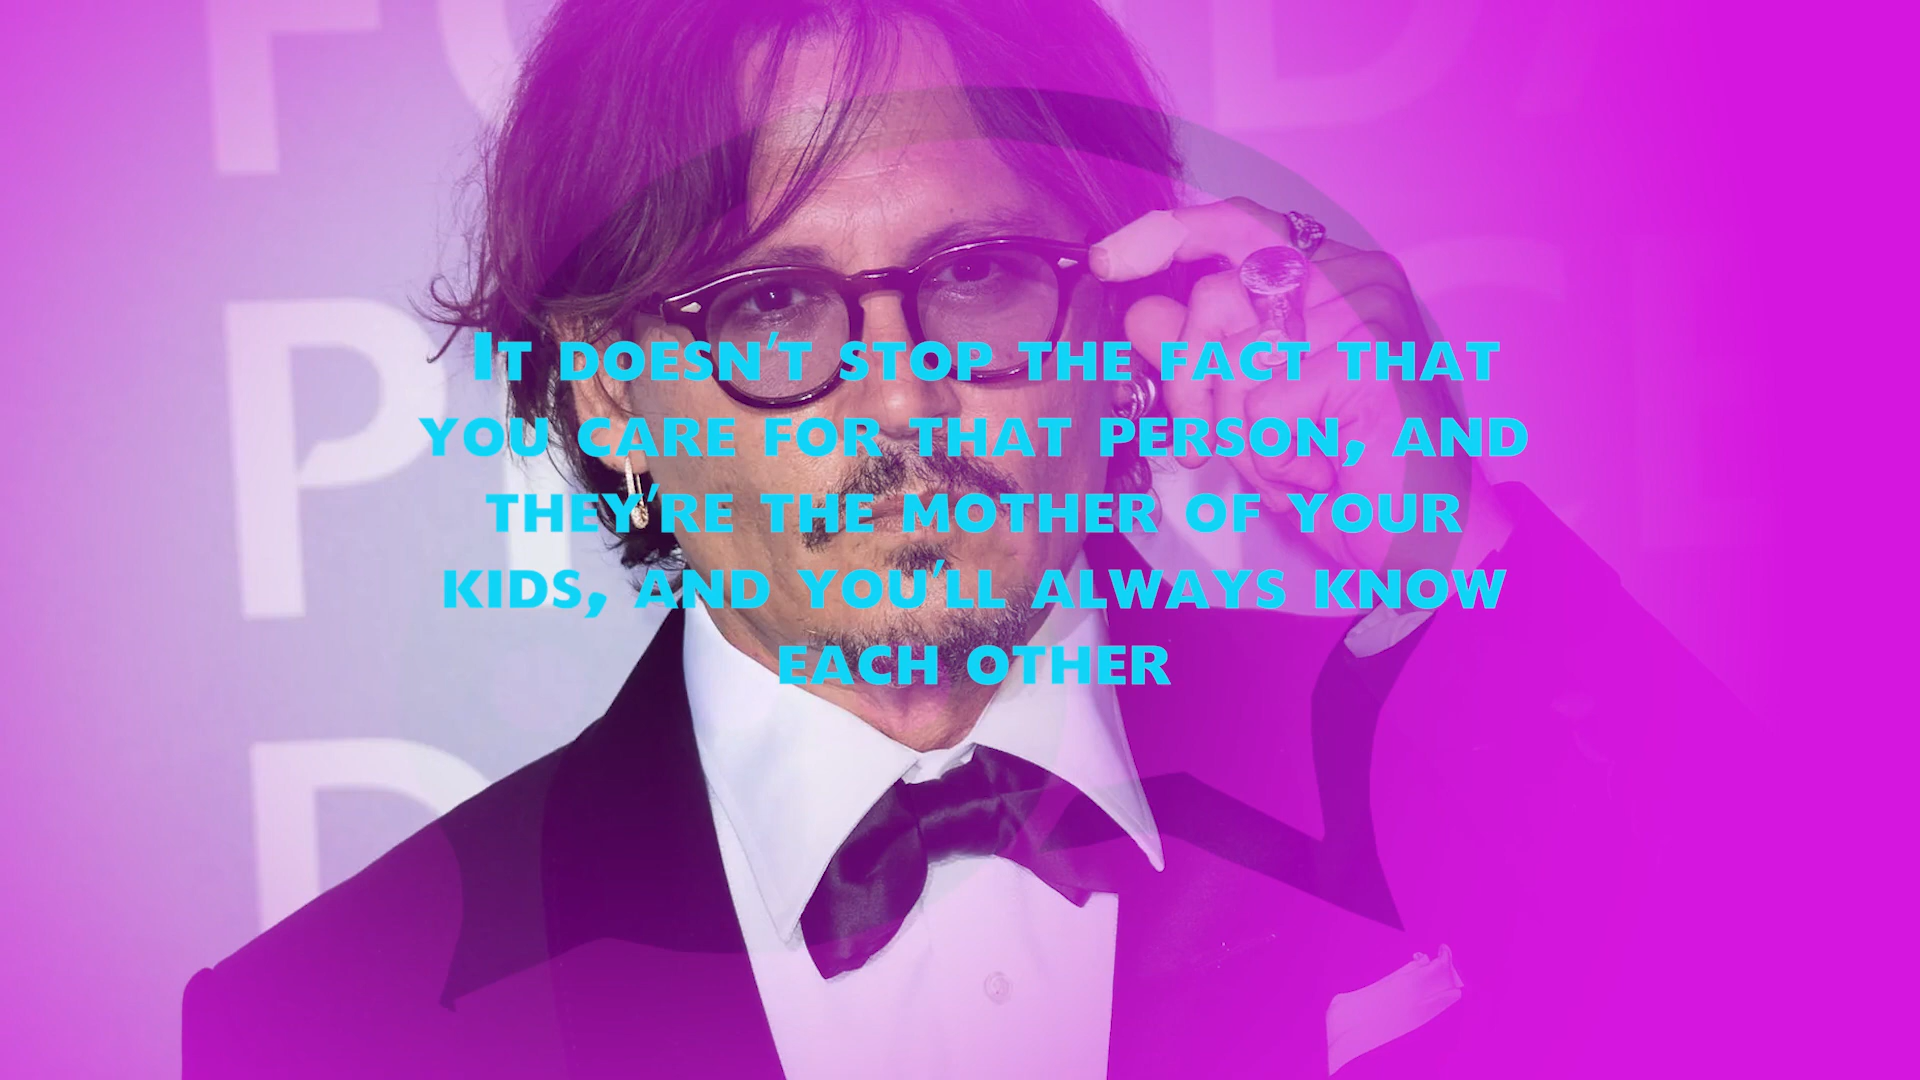 It doesn't stop the fact that
you care for that person, and
they're the mother of your
kids, and you'll always know
each other